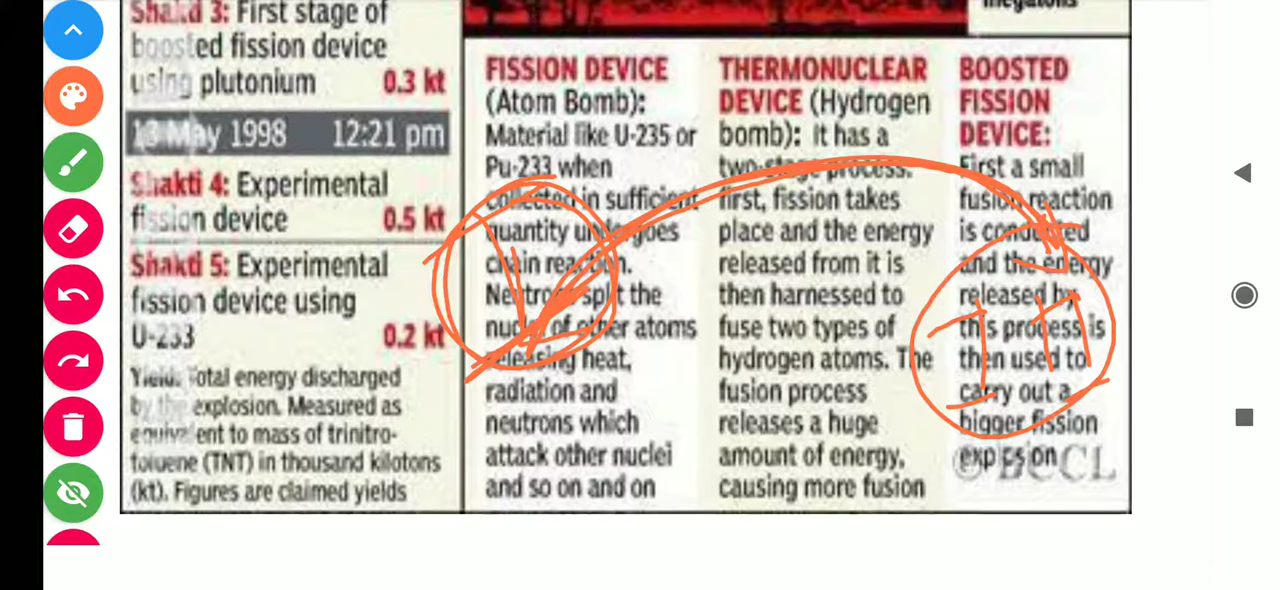 megatons
Shakti 3: First stage of
boosted fission device
using plutonium 0.3 kt
13 May 1998 12:21 pm
Shakti 4: Experimental
fission device 0.5 kt
Shakti 5: Experimental
fission device using
U-233 0.2 kt
Yield: Total energy discharged
by the explosion. Measured as
equivalent to mass of trinitro-
toluene (TNT) in thousand kilotons
(kt). Figures are claimed yields
FISSION DEVICE
(Atom Bomb):
Material like U-235 or
Pu-233 when
collected in sufficient
quantity undergoes
chain reaction.
Neutrons split the
nuclei of other atoms
releasing heat,
radiation and
neutrons which
attack other nuclei
and so on and on
THERMONUCLEAR
DEVICE (Hydrogen
bomb): It has a
two-stage process:
first, fission takes
place and the energy
released from it is
then harnessed to
fuse two types of
hydrogen atoms. The
fusion process
releases a huge
amount of energy,
causing more fusion
BOOSTED
FISSION
DEVICE:
First a small
fusion reaction
is conducted
and the energy
released by
this process is
then used to
carry out a
bigger fission
explosion
© BCCL